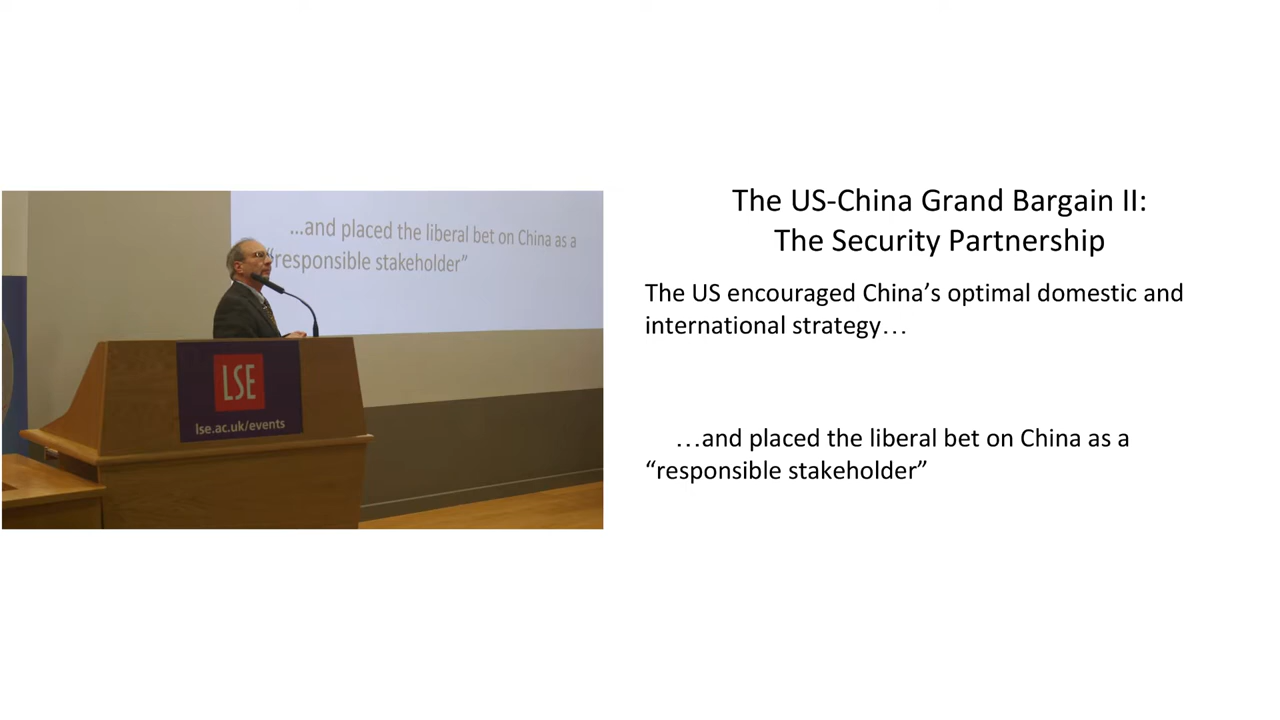 …and placed the liberal bet on China as a
“responsible stakeholder”
LSE
lse.ac.uk/events
The US-China Grand Bargain II:
The Security Partnership
The US encouraged China’s optimal domestic and
international strategy…
…and placed the liberal bet on China as a
“responsible stakeholder”